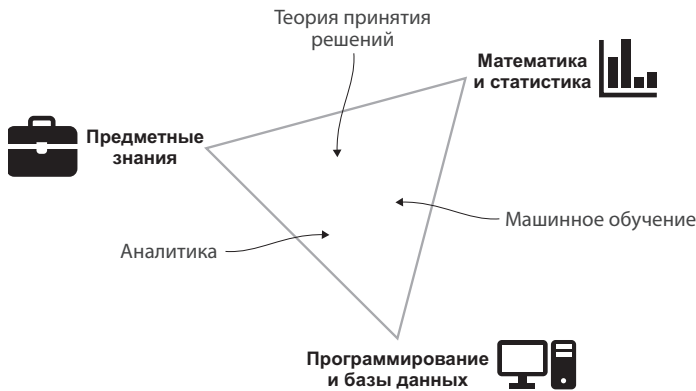 Теория принятия
решений
Математика
и статистика
Предметные
знания
Машинное обучение
Аналитика
Программирование
и базы данных